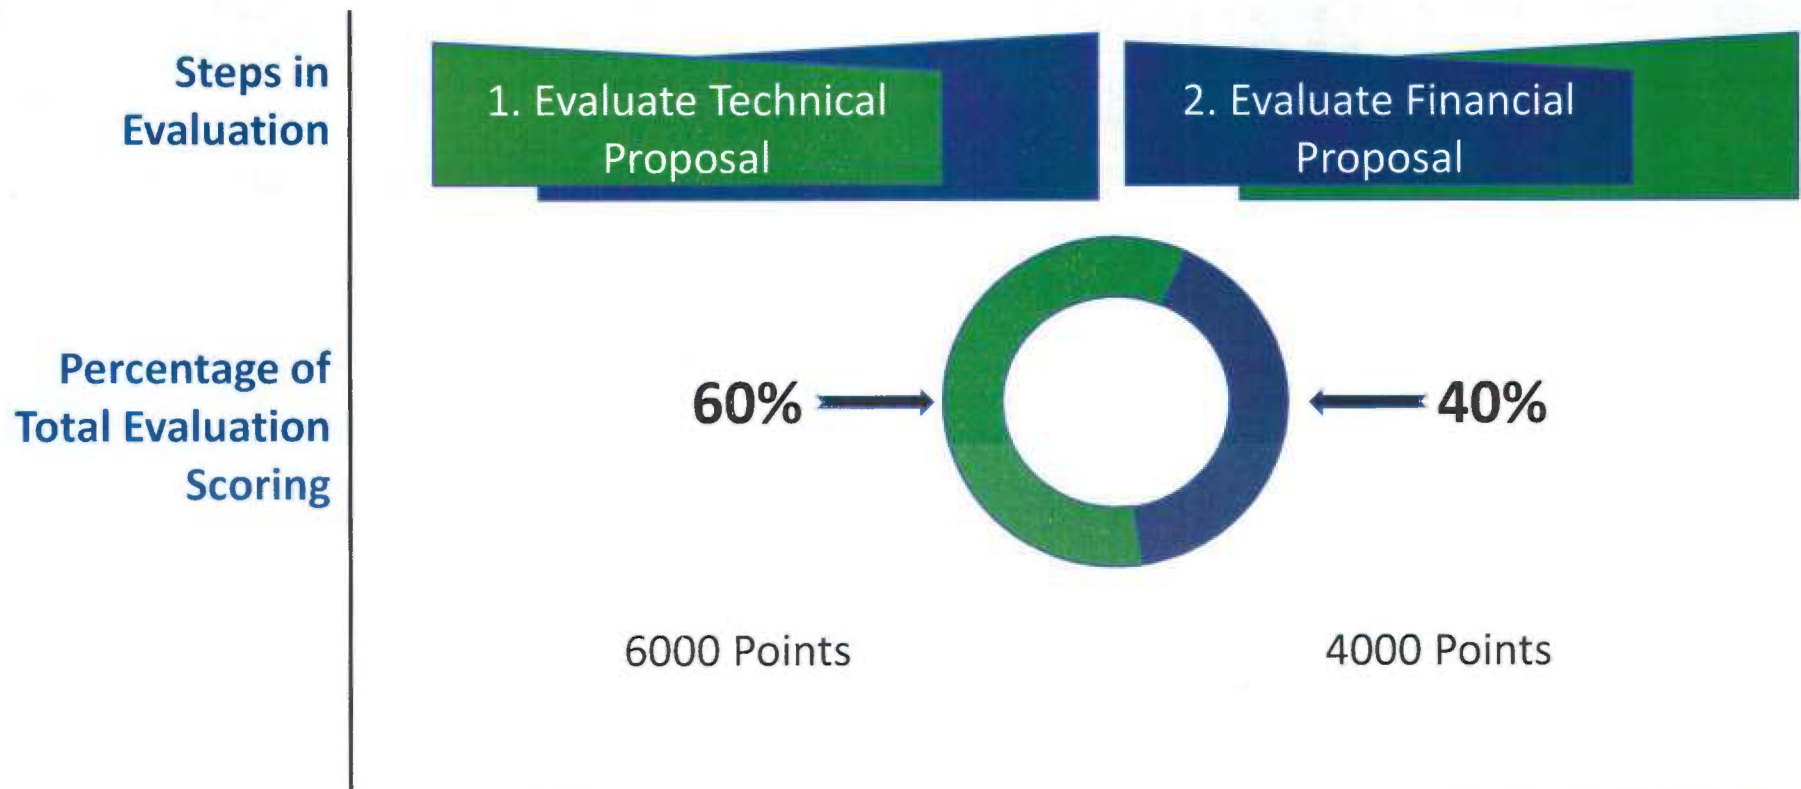 Steps in
Evaluation
1. Evaluate Technical
Proposal
2. Evaluate Financial
Proposal
Percentage of
Total Evaluation
Scoring
60%
40%
6000 Points
4000 Points